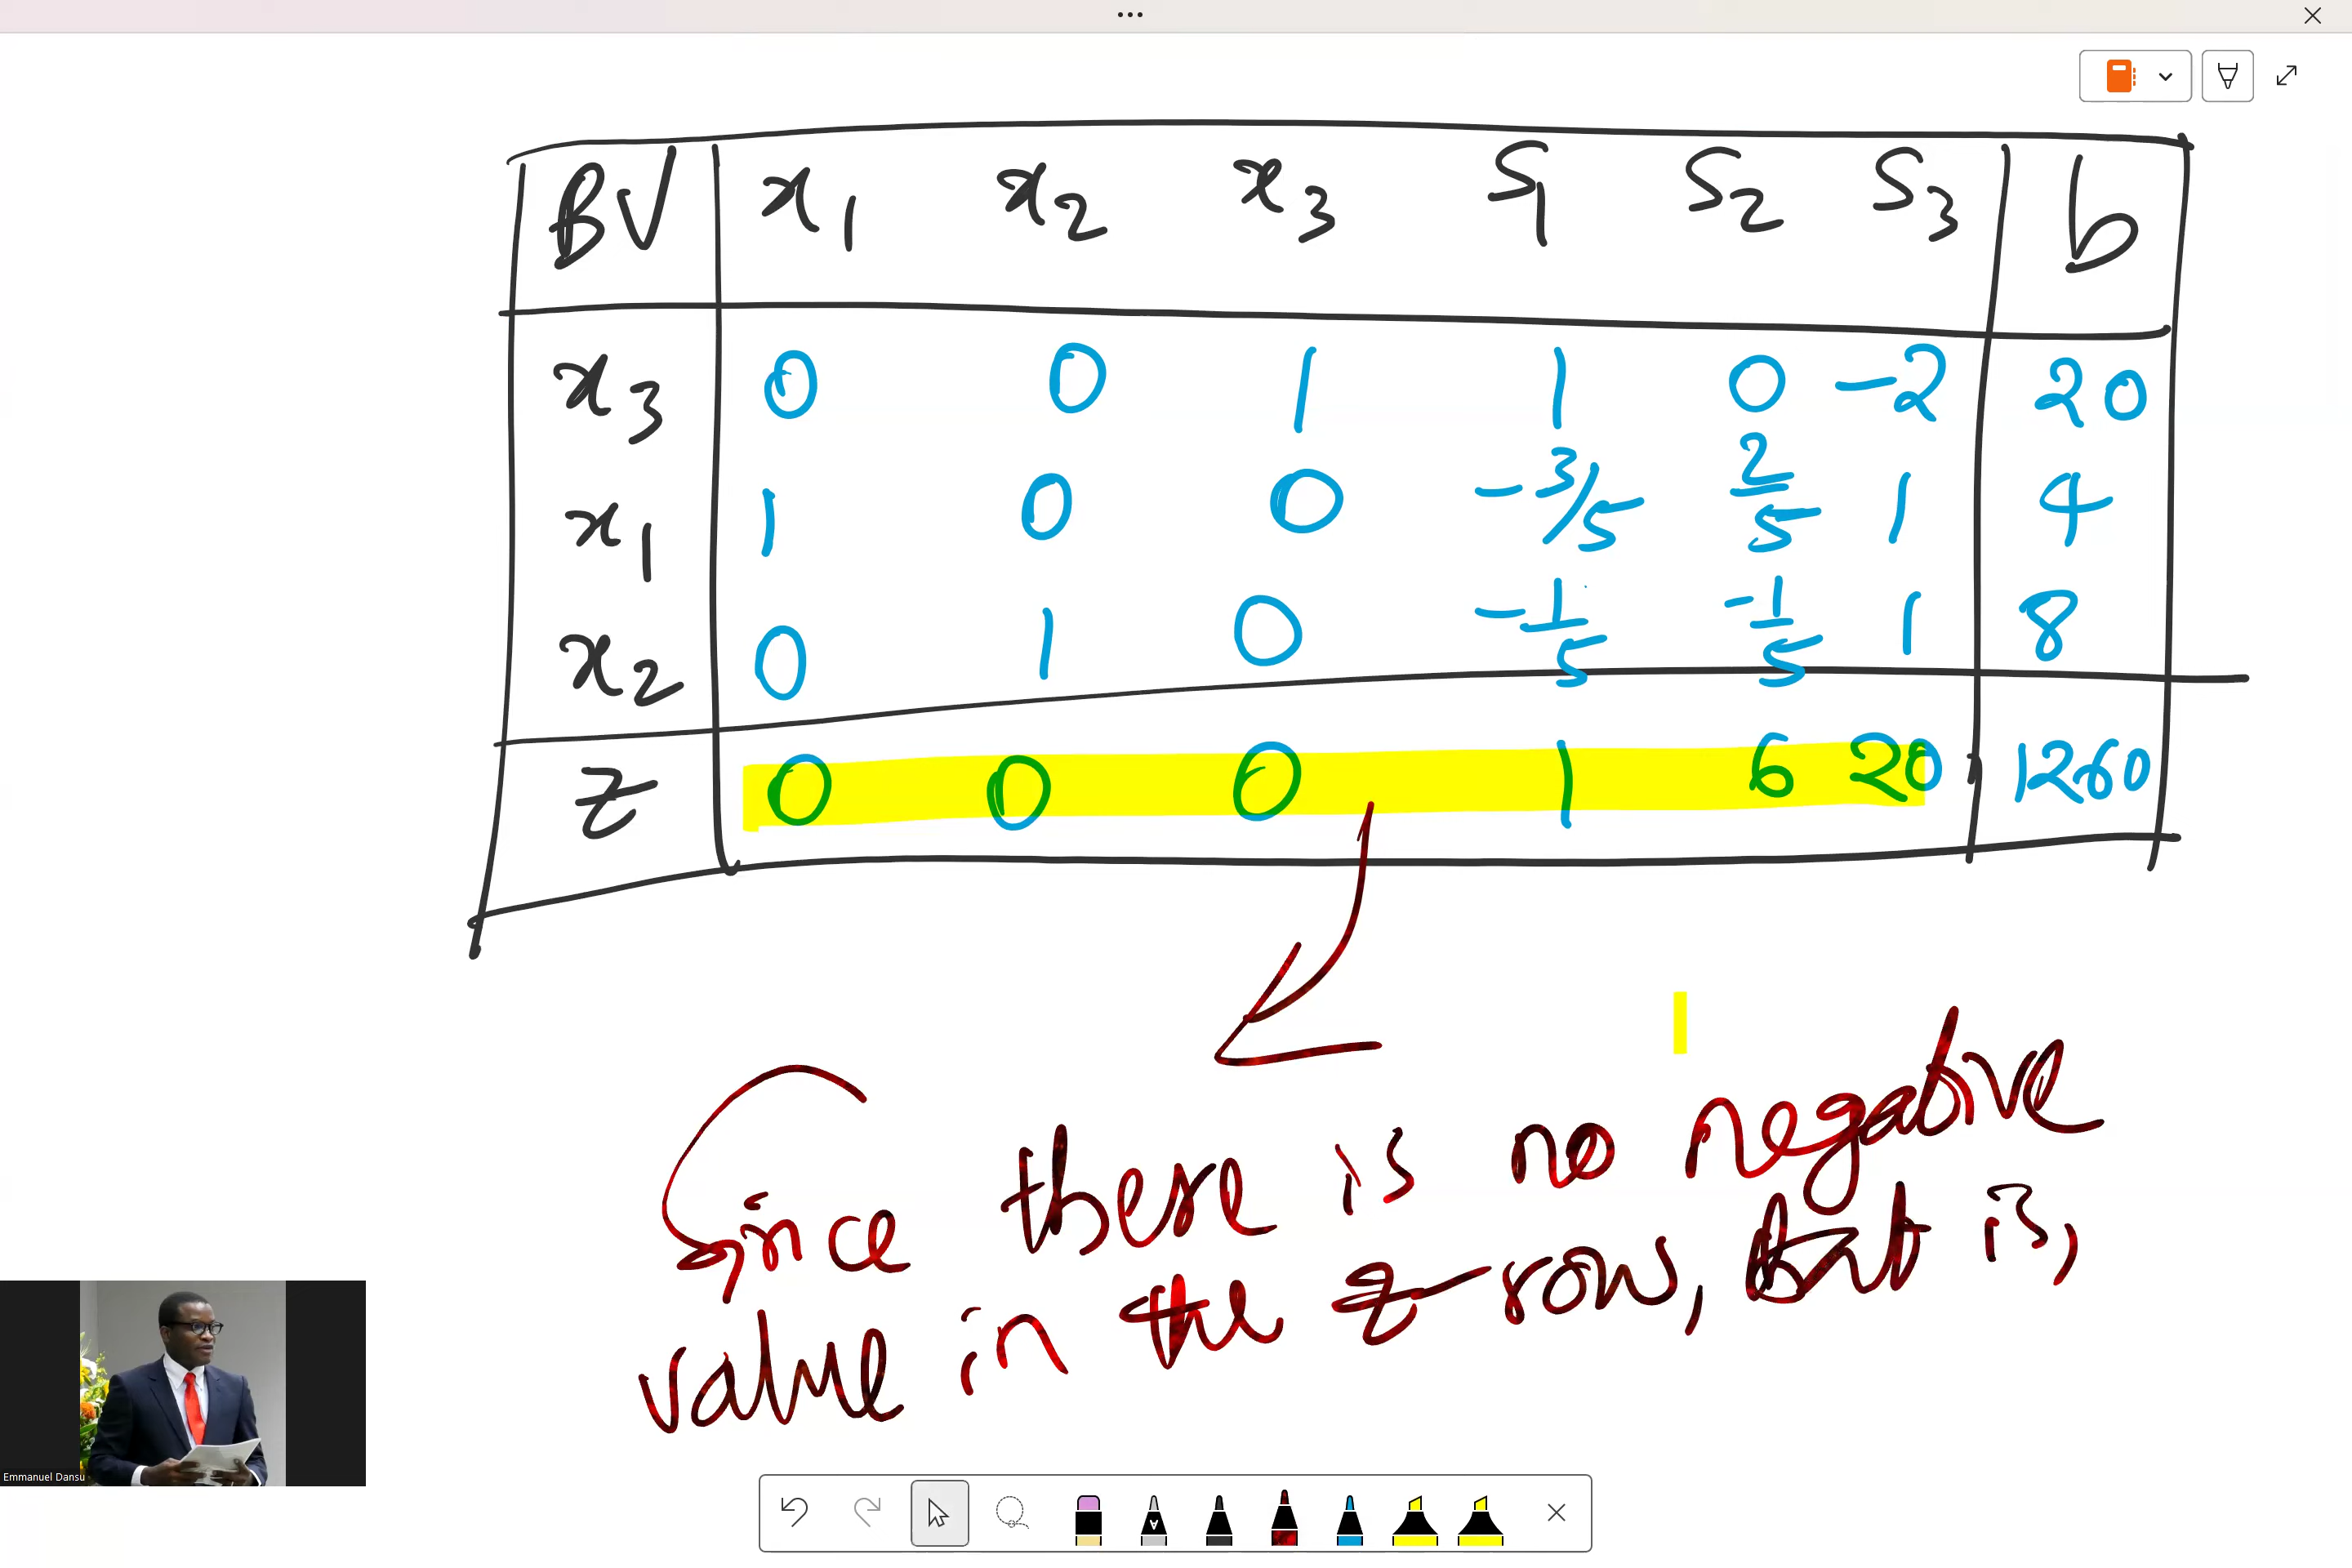 BV x1 x2 x3 S1 S2 S3 b
x3 0 0 1 1 0 -2 20
x1 1 0 0 -3/5 2/5 1 4
x2 0 1 0 -1/5 -1/5 1 8
z 0 0 0 1 6 20 1260
Since there is no negative
value in the z-row, that is,
Emmanuel Dansu